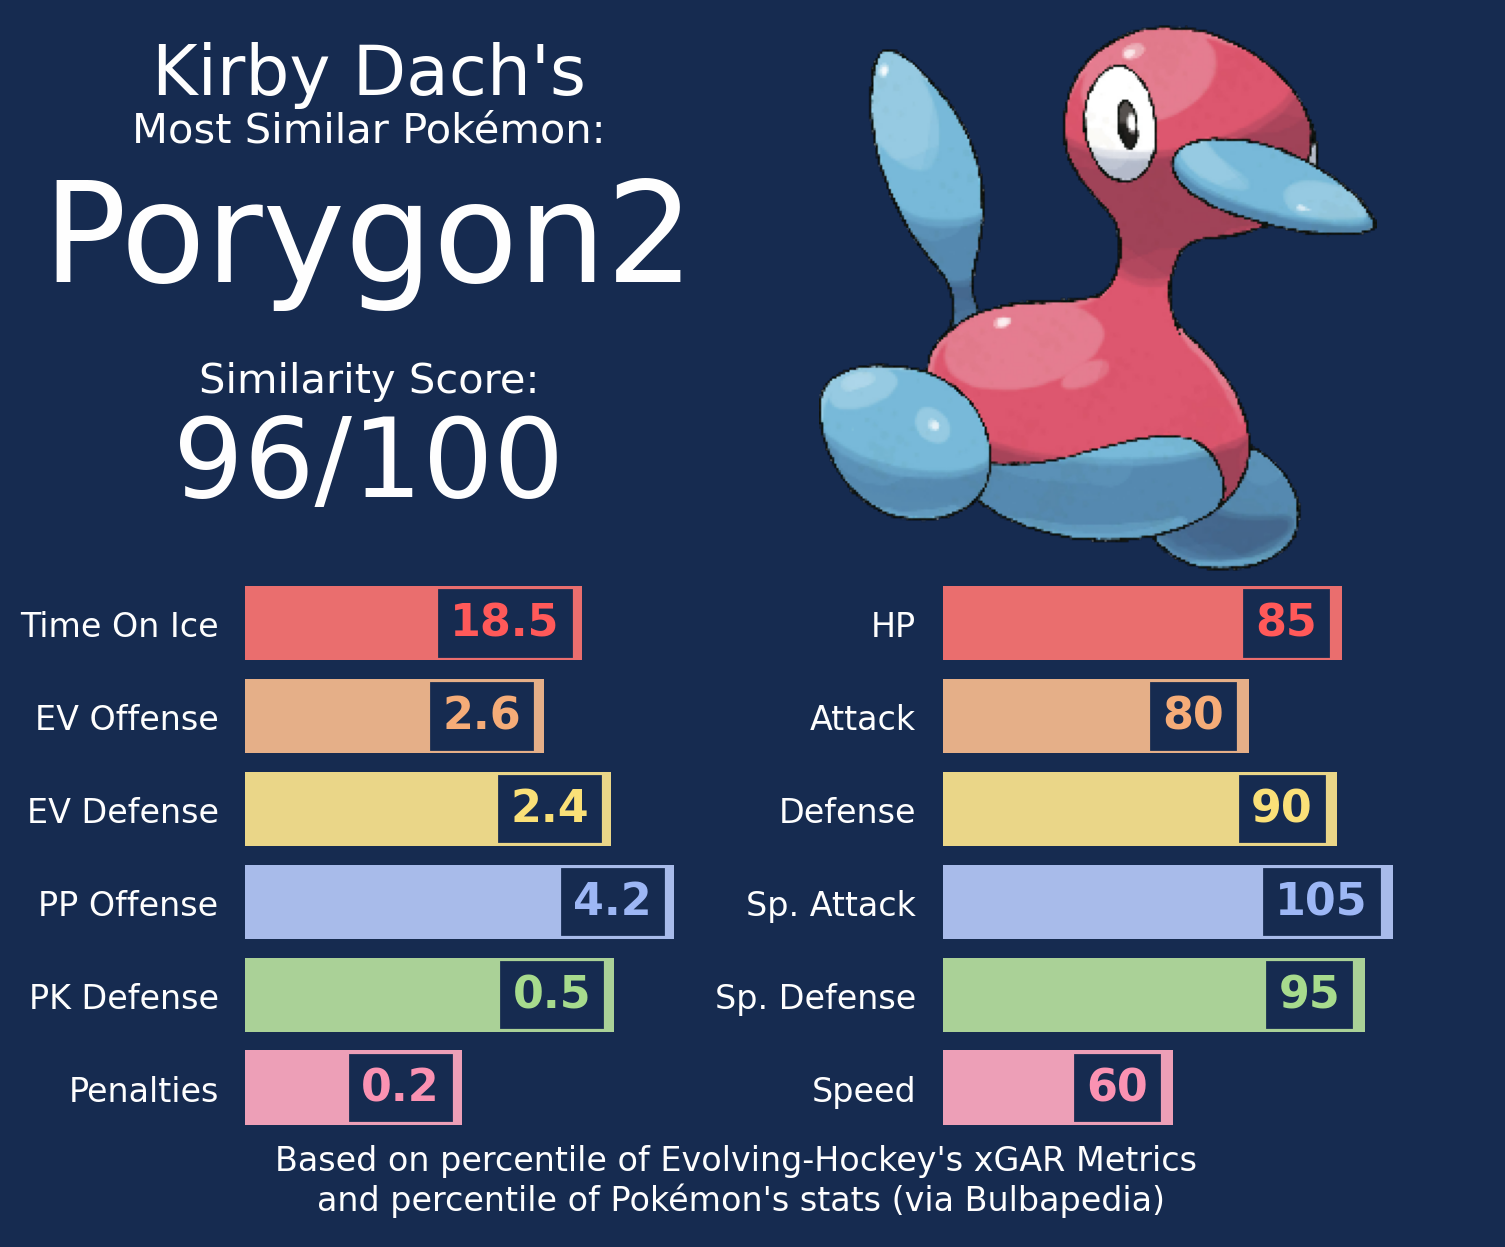 Kirby Dach's
Most Similar Pokémon:
Porygon2
Similarity Score:
96/100
Time On Ice 18.5
EV Offense 2.6
EV Defense 2.4
PP Offense 4.2
PK Defense 0.5
Penalties 0.2
HP 85
Attack 80
Defense 90
Sp. Attack 105
Sp. Defense 95
Speed 60
Based on percentile of Evolving-Hockey's xGAR Metrics
and percentile of Pokémon's stats (via Bulbapedia)